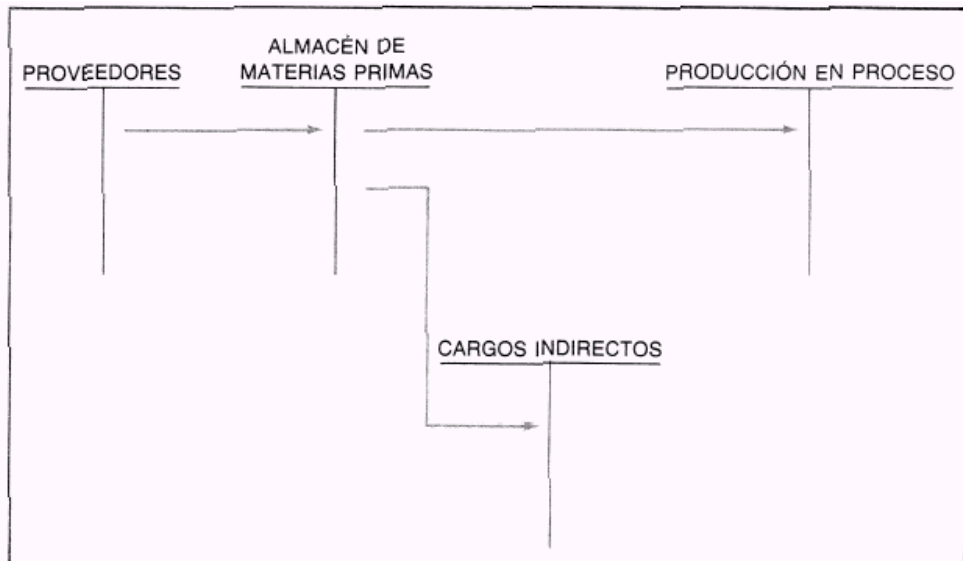 PROVEEDORES
ALMACÉN DE
MATERIAS PRIMAS
PRODUCCIÓN EN PROCESO
CARGOS INDIRECTOS